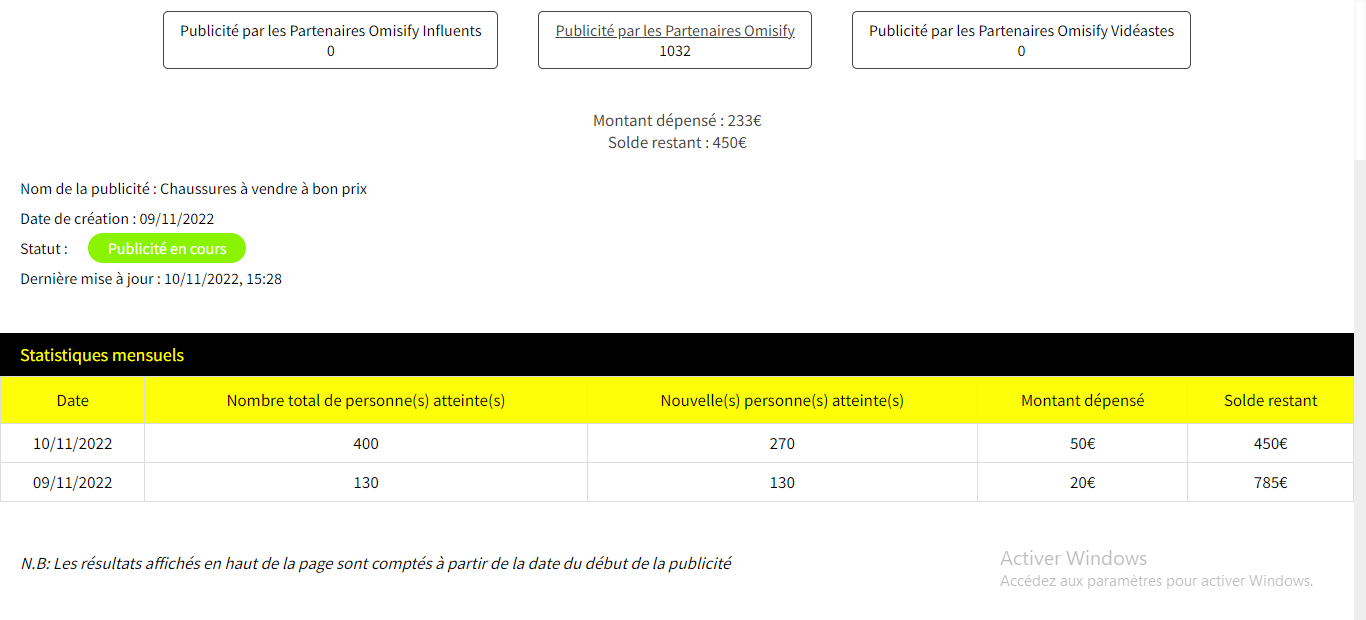 Publicité par les Partenaires Omisify Influents
0
Publicité par les Partenaires Omisify
1032
Publicité par les Partenaires Omisify Vidéastes
0
Montant dépensé : 233€
Solde restant : 450€
Nom de la publicité : Chaussures à vendre à bon prix
Date de création : 09/11/2022
Statut : Publicité en cours
Dernière mise à jour : 10/11/2022, 15:28
Statistiques mensuels
Date Nombre total de personne(s) atteinte(s) Nouvelle(s) personne(s) atteinte(s) Montant dépensé Solde restant
10/11/2022 400 270 50€ 450€
09/11/2022 130 130 20€ 785€
N.B: Les résultats affichés en haut de la page sont comptés à partir de la date du début de la publicité
Activer Windows
Accédez aux paramètres pour activer Windows.